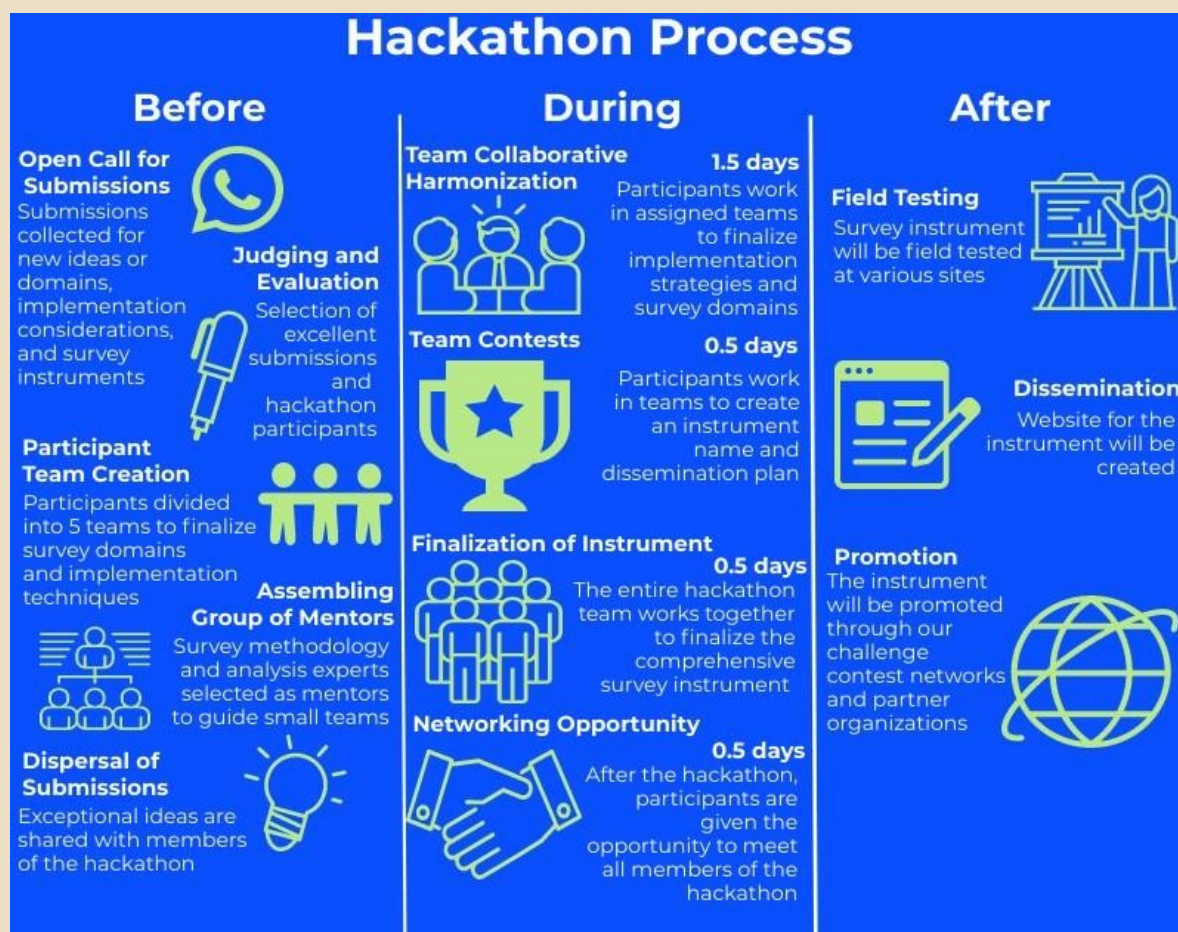 Hackathon Process
Before
Open Call for
Submissions
Submissions
collected for
new ideas or
domains,
implementation
considerations,
and survey
instruments
Judging and
Evaluation
Selection of
excellent
submissions
and
hackathon
participants
Participant
Team Creation
Participants divided
into 5 teams to finalize
survey domains
and implementation
techniques
Assembling
Group of Mentors
Survey methodology
and analysis experts
selected as mentors
to guide small teams
Dispersal of
Submissions
Exceptional ideas are
shared with members
of the hackathon
During
Team Collaborative
Harmonization
1.5 days
Participants work
in assigned teams
to finalize
implementation
strategies and
survey domains
Team Contests
0.5 days
Participants work
in teams to create
an instrument
name and
dissemination plan
Finalization of Instrument
0.5 days
The entire hackathon
team works together
to finalize the
comprehensive
survey instrument
Networking Opportunity
0.5 days
After the hackathon,
participants are
given the
opportunity to meet
all members of the
hackathon
After
Field Testing
Survey instrument
will be field tested
at various sites
Dissemination
Website for the
instrument will be
created
Promotion
The instrument
will be promoted
through our
challenge
contest networks
and partner
organizations